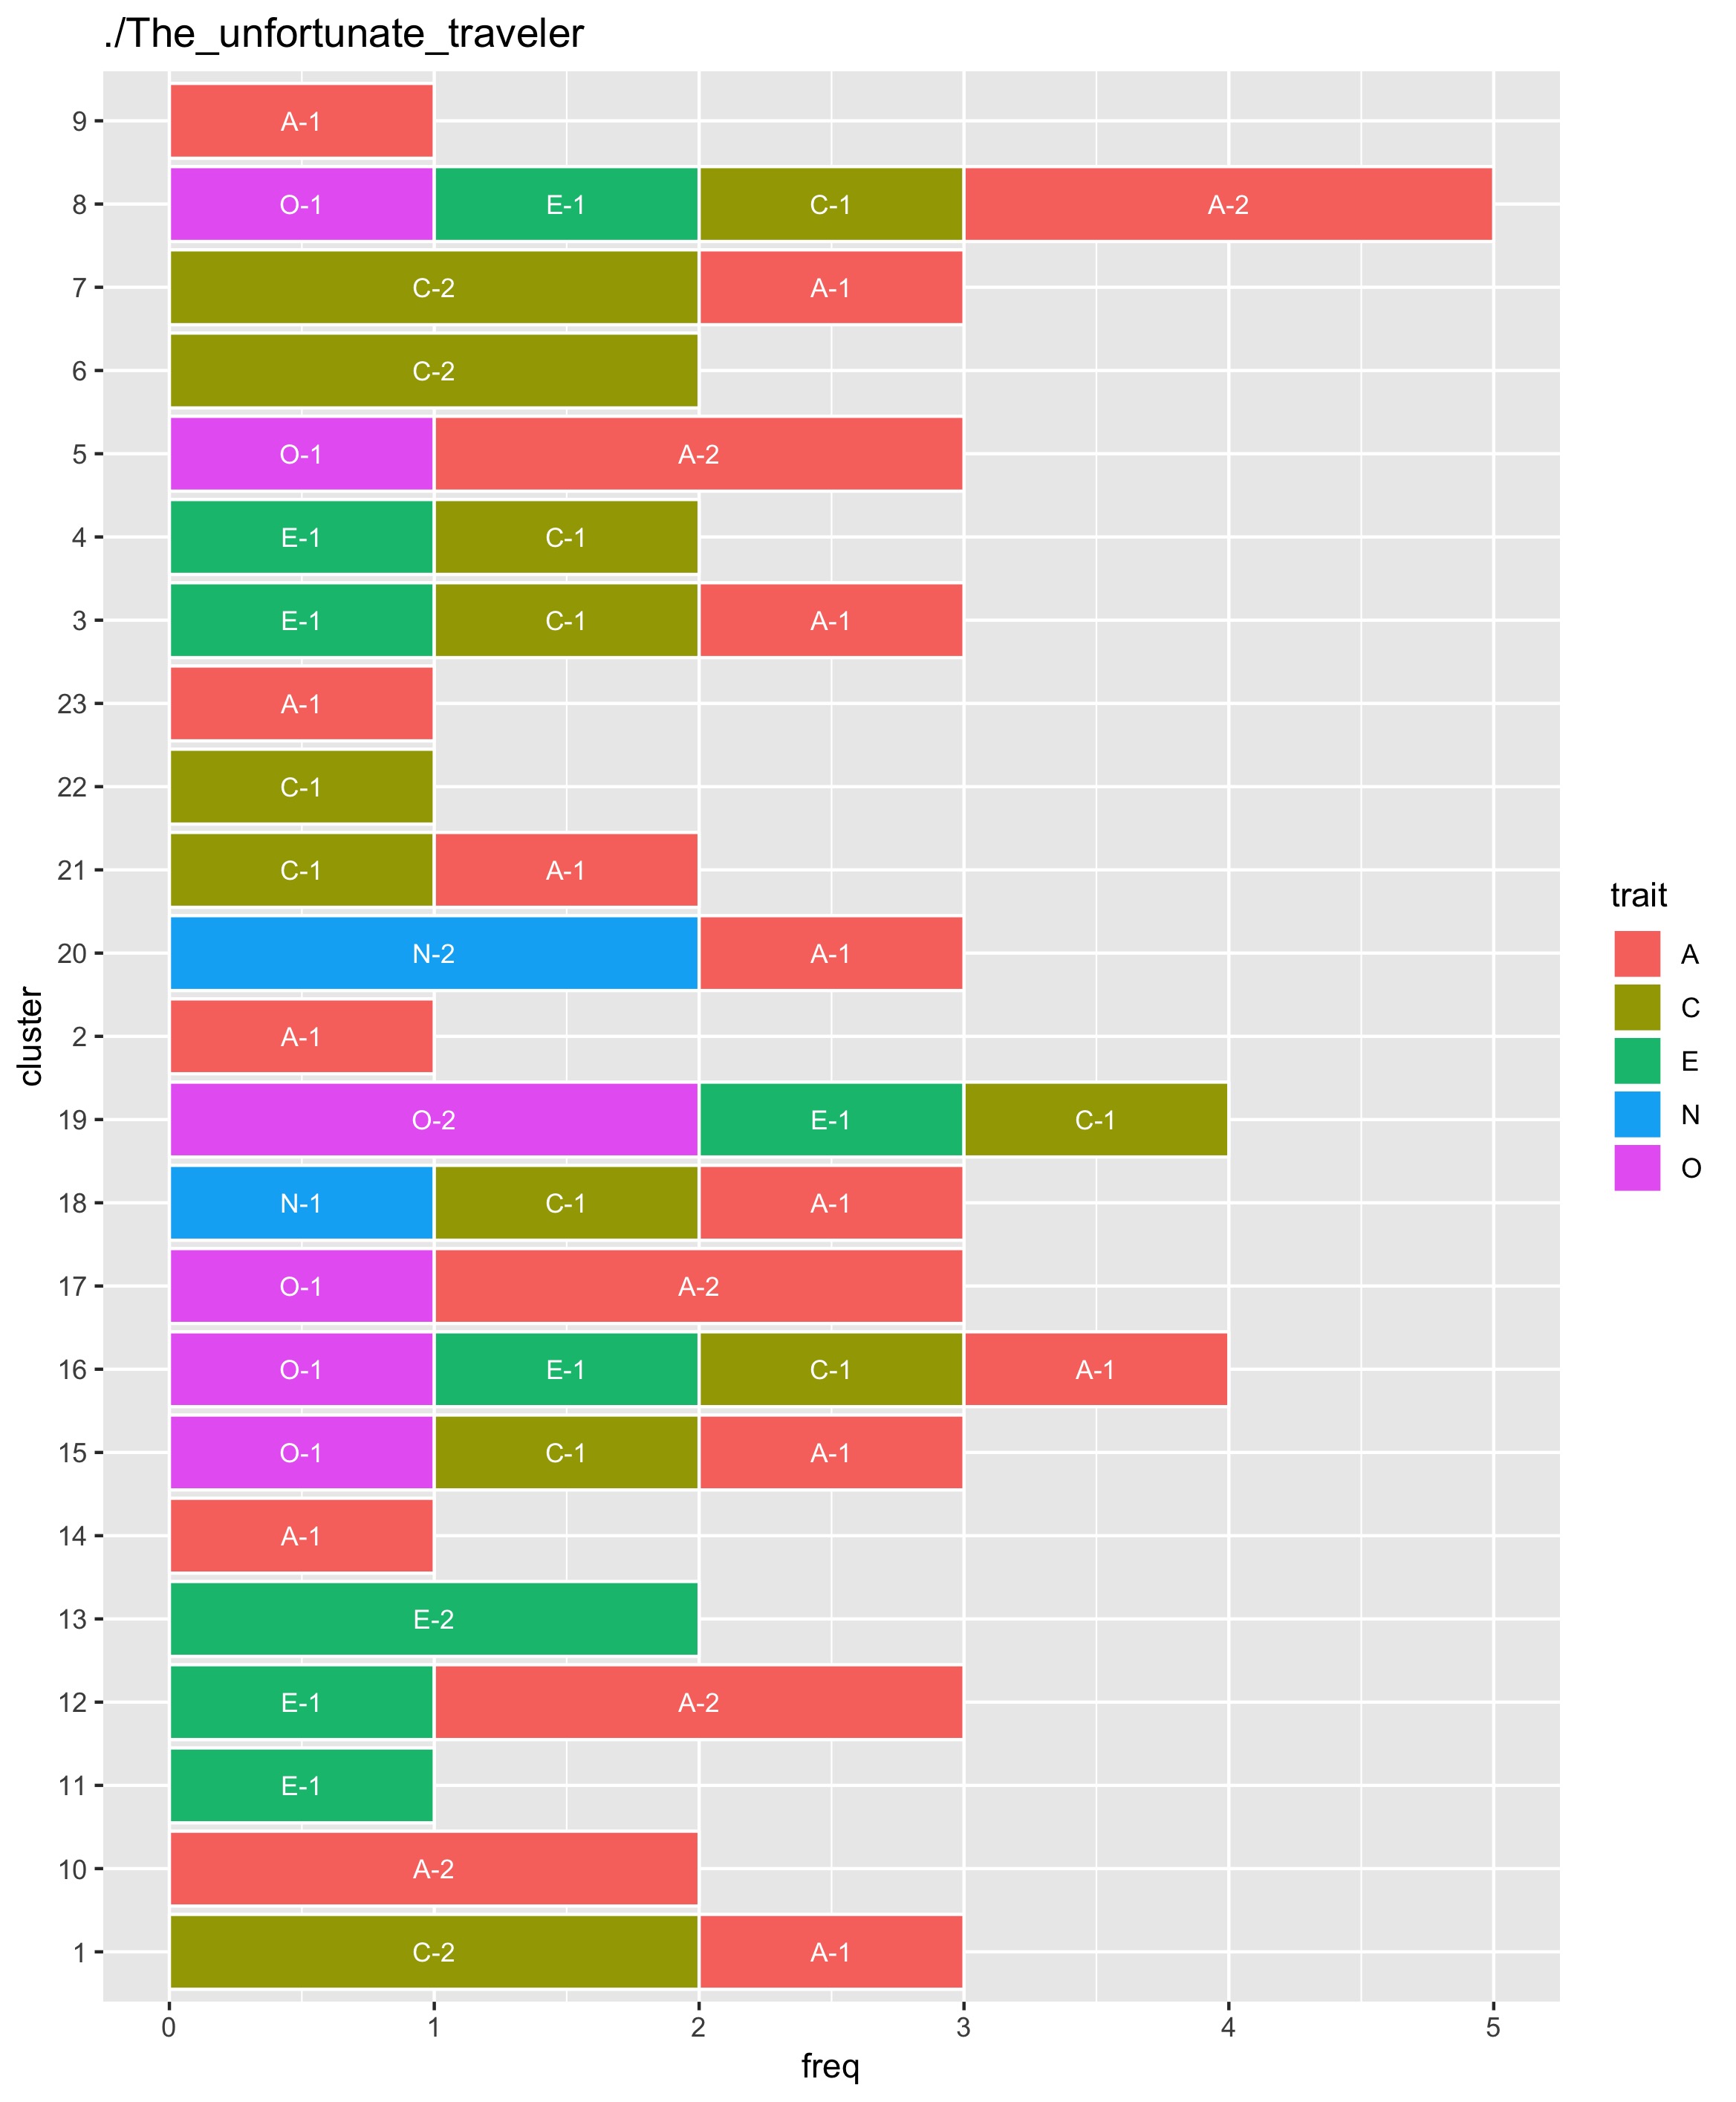 ./The_unfortunate_traveler
9 A-1
8 O-1 E-1 C-1 A-2
7 C-2 A-1
6 C-2
5 O-1 A-2
4 E-1 C-1
3 E-1 C-1 A-1
23 A-1
22 C-1
21 C-1 A-1
20 N-2 A-1
2 A-1
19 O-2 E-1 C-1
18 N-1 C-1 A-1
17 O-1 A-2
16 O-1 E-1 C-1 A-1
15 O-1 C-1 A-1
14 A-1
13 E-2
12 E-1 A-2
11 E-1
10 A-2
1 C-2 A-1
0 1 2 3 4 5
freq
cluster
trait
A
C
E
N
O